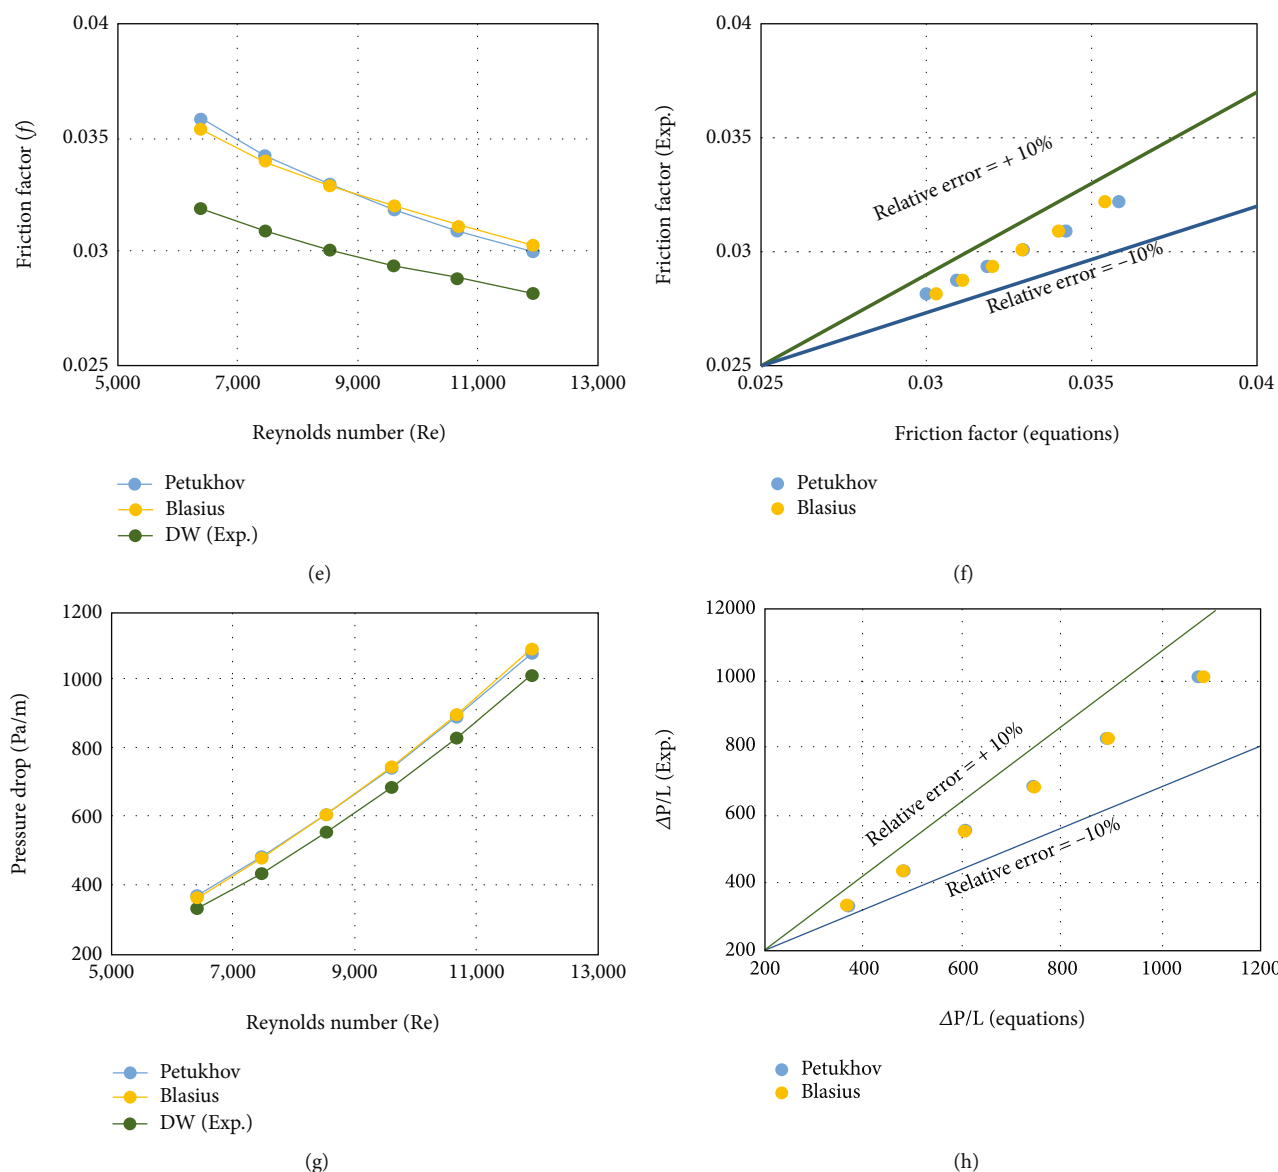 0.04
0.035
0.03
0.025
Friction factor (f)
5,000 7,000 9,000 11,000 13,000
Reynolds number (Re)
Petukhov
Blasius
DW (Exp.)
(e)
0.04
0.035
0.03
0.025
Friction factor (Exp.)
Relative error = + 10%
Relative error = –10%
0.025 0.03 0.035 0.04
Friction factor (equations)
Petukhov
Blasius
(f)
1200
1000
800
600
400
200
Pressure drop (Pa/m)
5,000 7,000 9,000 11,000 13,000
Reynolds number (Re)
Petukhov
Blasius
DW (Exp.)
(g)
12000
1000
800
600
400
200
ΔP/L (Exp.)
Relative error = + 10%
Relative error = –10%
200 400 600 800 1000 1200
ΔP/L (equations)
Petukhov
Blasius
(h)